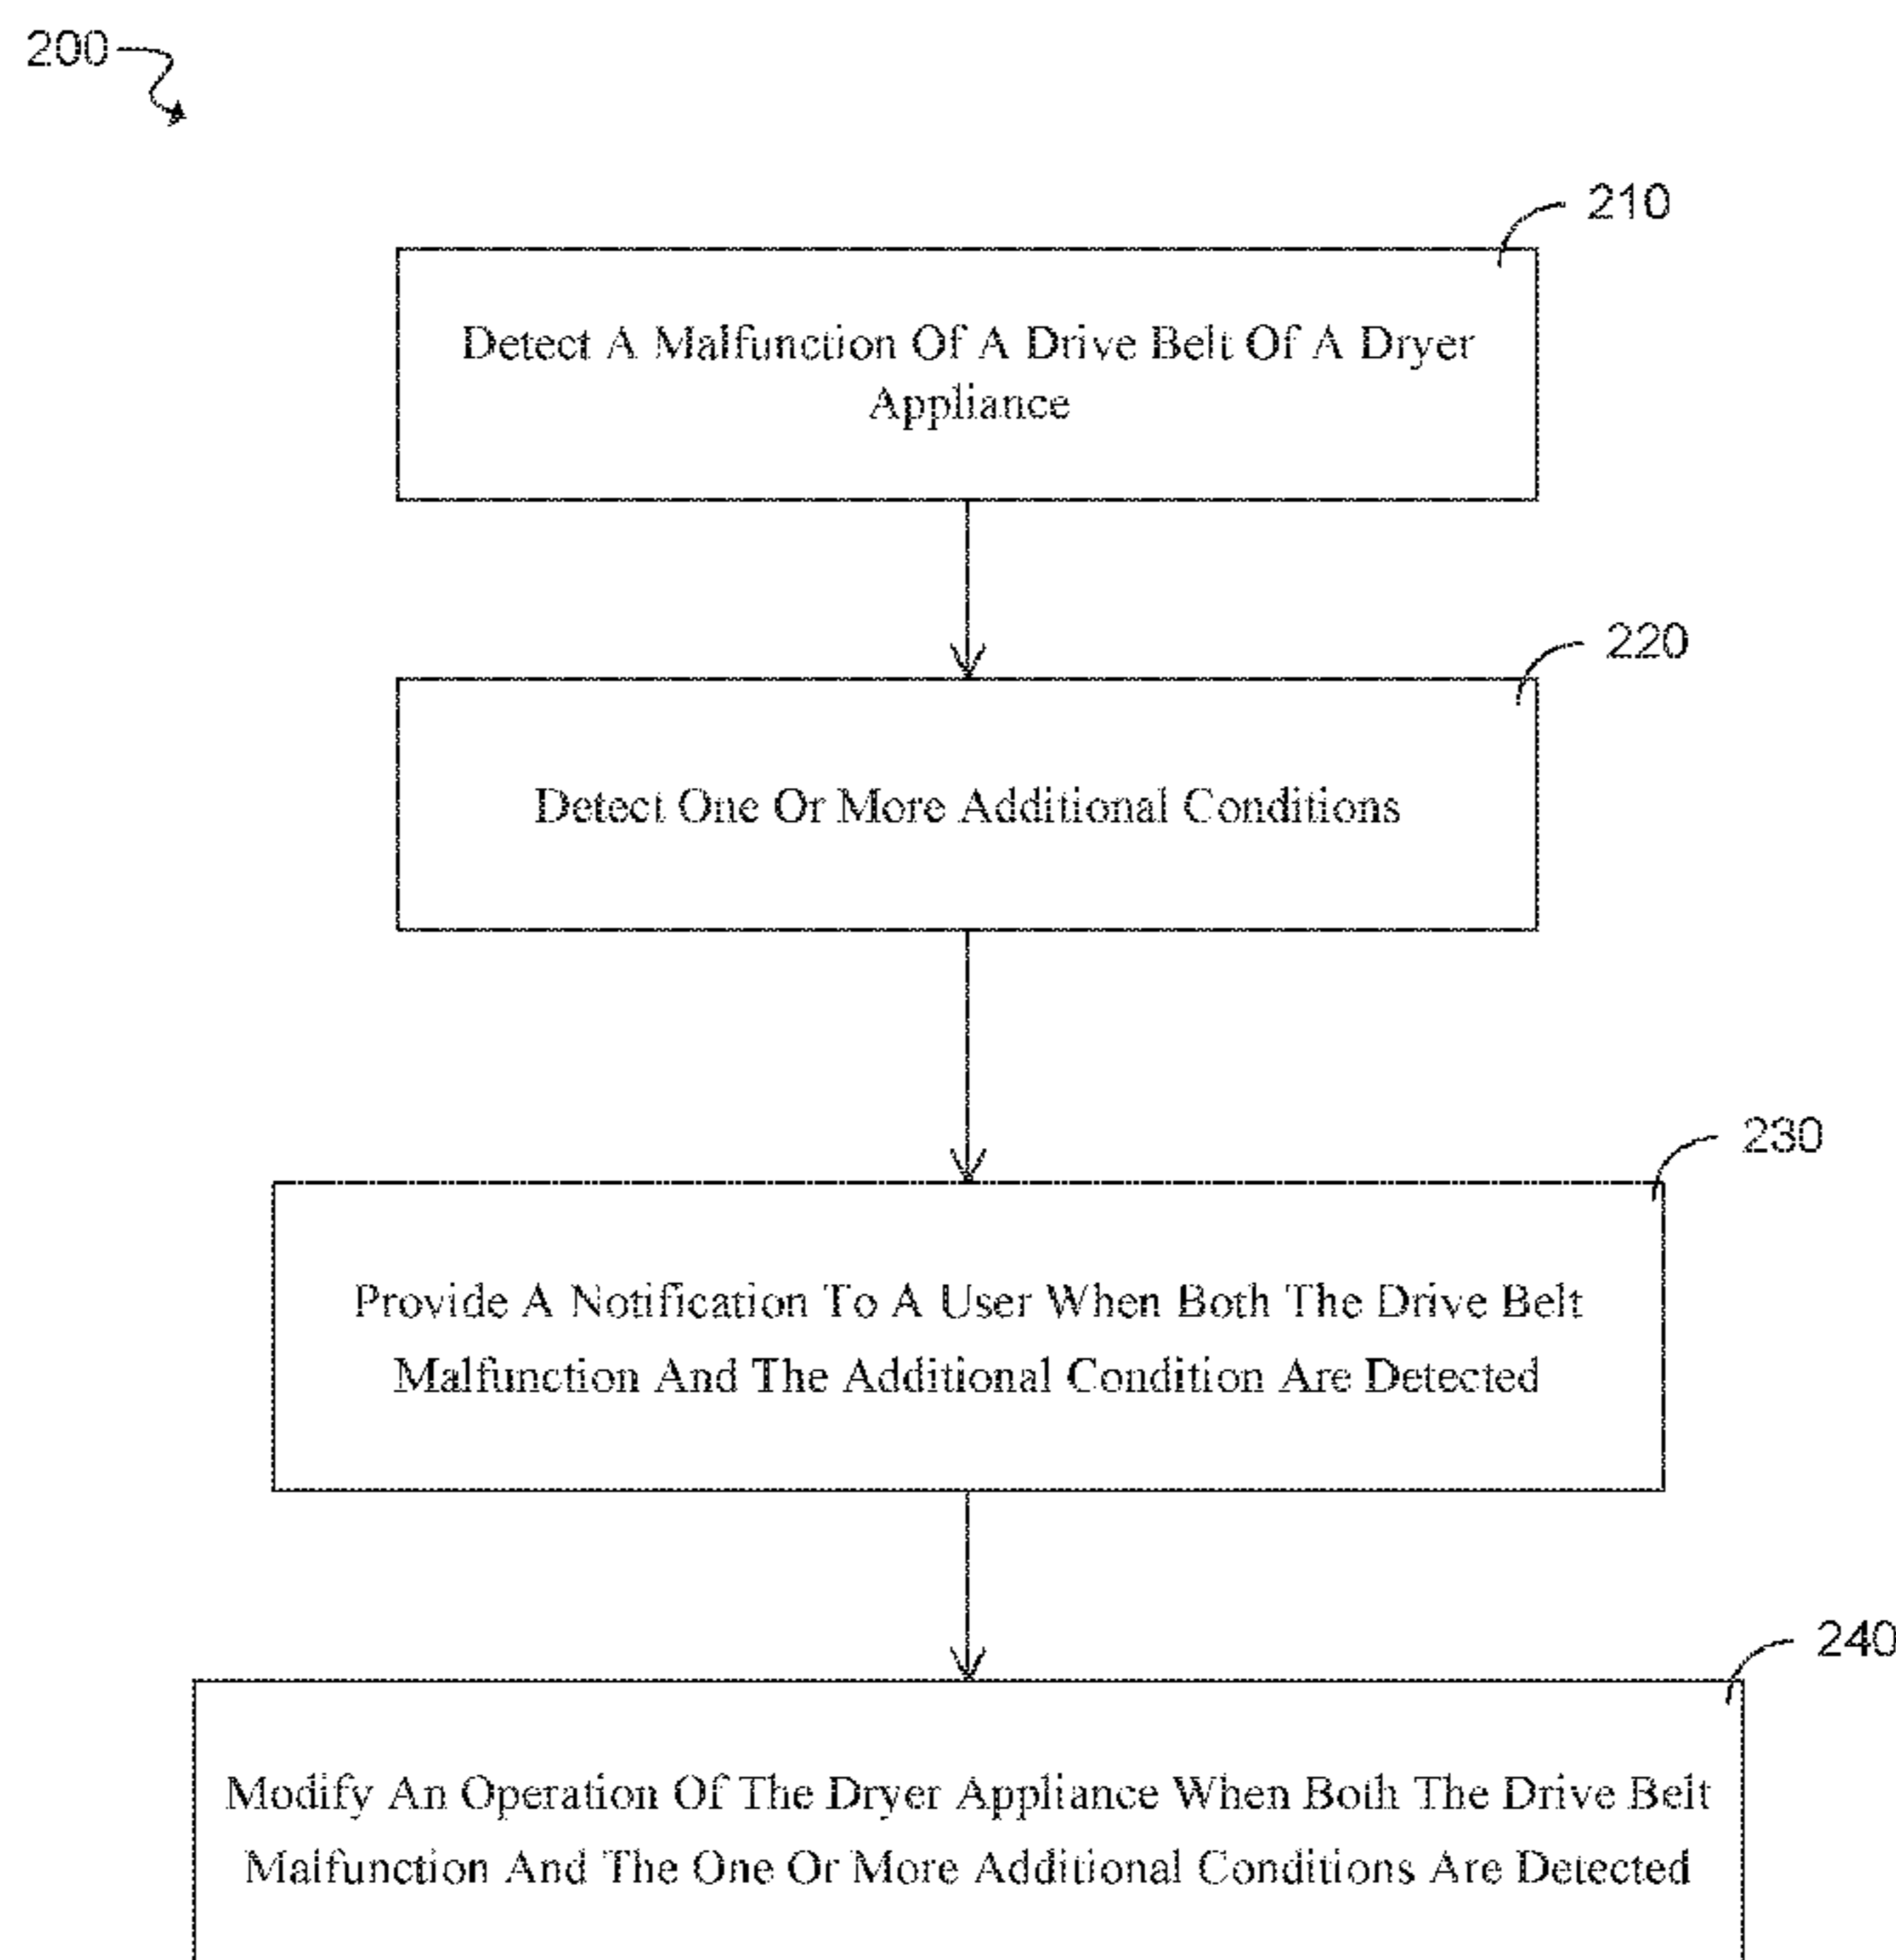 200
210
Detect A Malfunction Of A Drive Belt Of A Dryer
Appliance
220
Detect One Or More Additional Conditions
230
Provide A Notification To A User When Both The Drive Belt
Malfunction And The Additional Condition Are Detected
240
Modify An Operation Of The Dryer Appliance When Both The Drive Belt
Malfunction And The One Or More Additional Conditions Are Detected